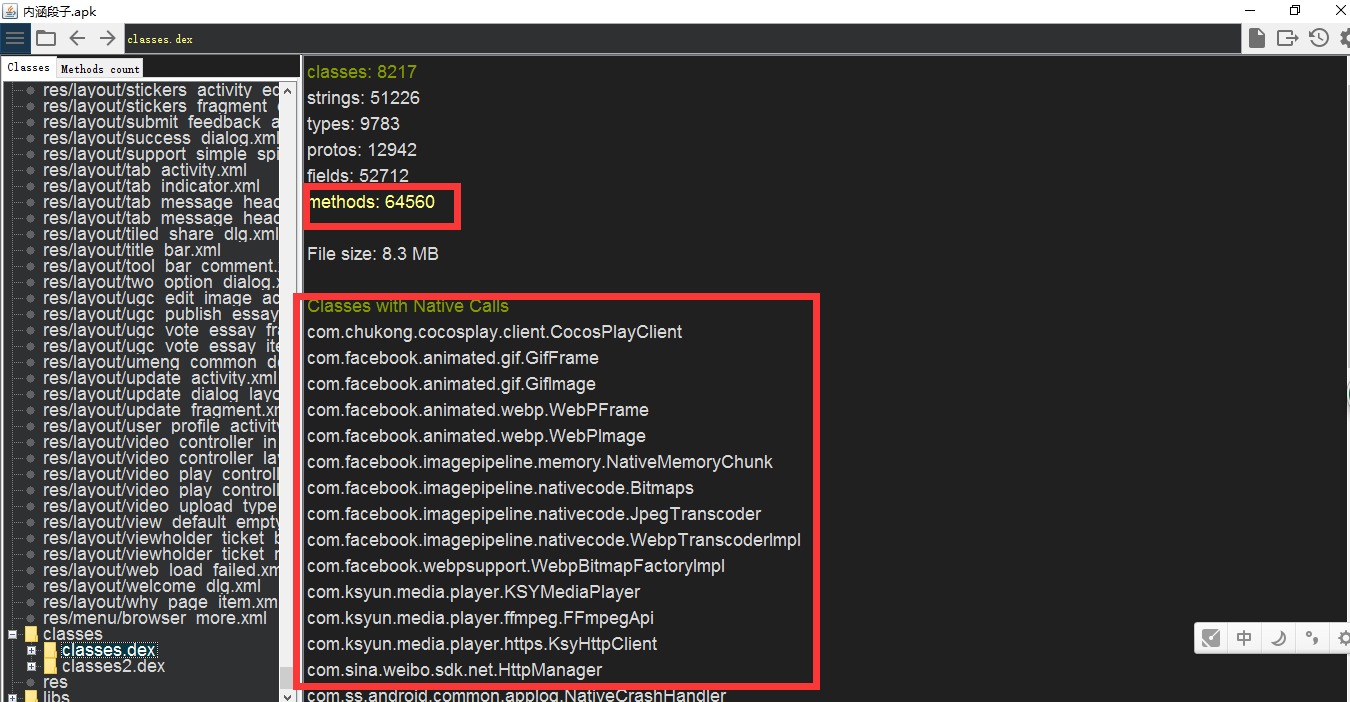 内涵段子.apk
classes.dex
Classes
Methods count
res/layout/stickers_activity_ed
res/layout/stickers_fragment_
res/layout/submit_feedback_a
res/layout/success_dialog.xml
res/layout/support_simple_spi
res/layout/tab_activity.xml
res/layout/tab_indicator.xml
res/layout/tab_message_head
res/layout/tab_message_head
res/layout/tiled_share_dlg.xml
res/layout/title_bar.xml
res/layout/tool_bar_comment.
res/layout/two_option_dialog.
res/layout/ugc_edit_image_ac
res/layout/ugc_publish_essay
res/layout/ugc_vote_essay_fra
res/layout/ugc_vote_essay_ite
res/layout/umeng_common_d
res/layout/update_activity.xml
res/layout/update_dialog_layo
res/layout/update_fragment.xm
res/layout/user_profile_activity
res/layout/video_controller_in
res/layout/video_controller_la
res/layout/video_play_control
res/layout/video_play_control
res/layout/video_upload_type
res/layout/view_default_empty
res/layout/viewholder_ticket_b
res/layout/viewholder_ticket_r
res/layout/web_load_failed.xm
res/layout/welcome_dlg.xml
res/layout/why_page_item.xm
res/menu/browser_more.xml
classes
classes.dex
classes2.dex
res
libs
classes: 8217
strings: 51226
types: 9783
protos: 12942
fields: 52712
methods: 64560
File size: 8.3 MB
Classes with Native Calls
com.chukong.cocosplay.client.CocosPlayClient
com.facebook.animated.gif.GifFrame
com.facebook.animated.gif.GifImage
com.facebook.animated.webp.WebPFrame
com.facebook.animated.webp.WebPImage
com.facebook.imagepipeline.memory.NativeMemoryChunk
com.facebook.imagepipeline.nativecode.Bitmaps
com.facebook.imagepipeline.nativecode.JpegTranscoder
com.facebook.imagepipeline.nativecode.WebpTranscoderImpl
com.facebook.webpsupport.WebpBitmapFactoryImpl
com.ksyun.media.player.KSYMediaPlayer
com.ksyun.media.player.ffmpeg.FFmpegApi
com.ksyun.media.player.https.KsyHttpClient
com.sina.weibo.sdk.net.HttpManager
com.ss.android.common.applog.NativeCrashHandler
中